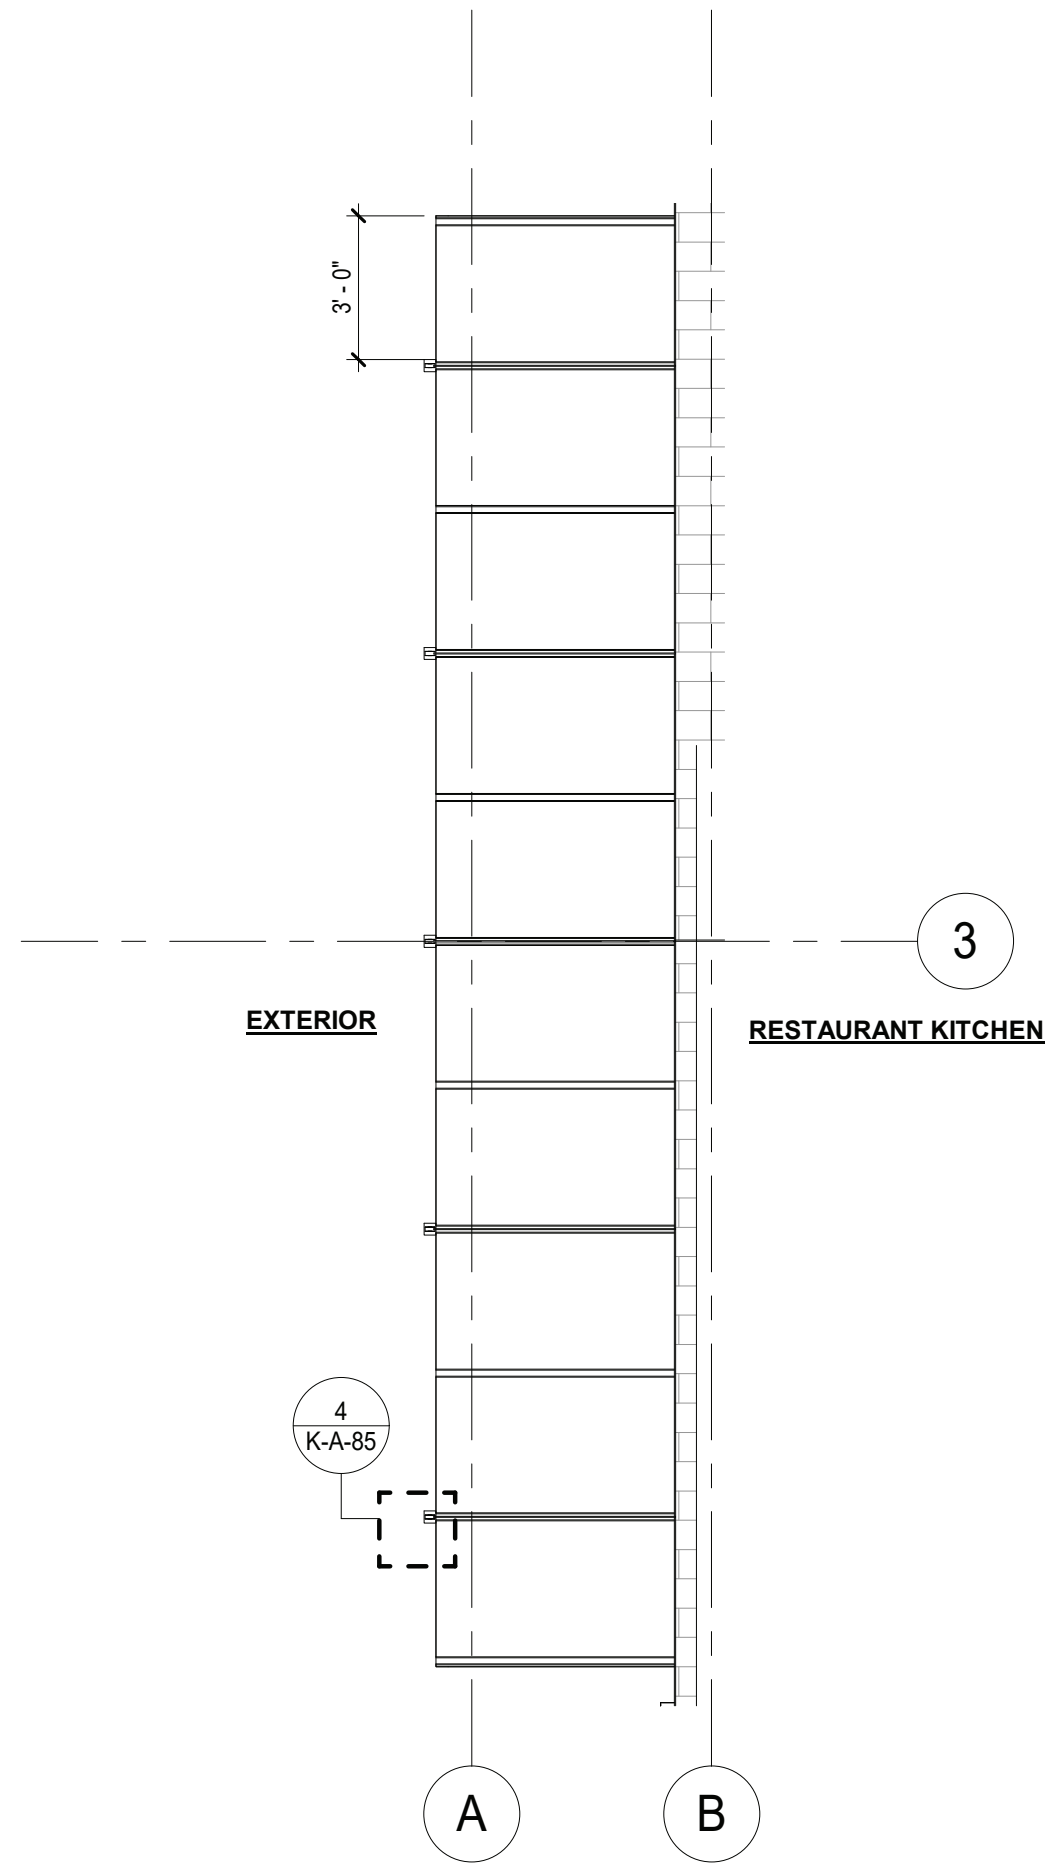 3' - 0"
3
EXTERIOR
RESTAURANT KITCHEN
4
K-A-85
A
B